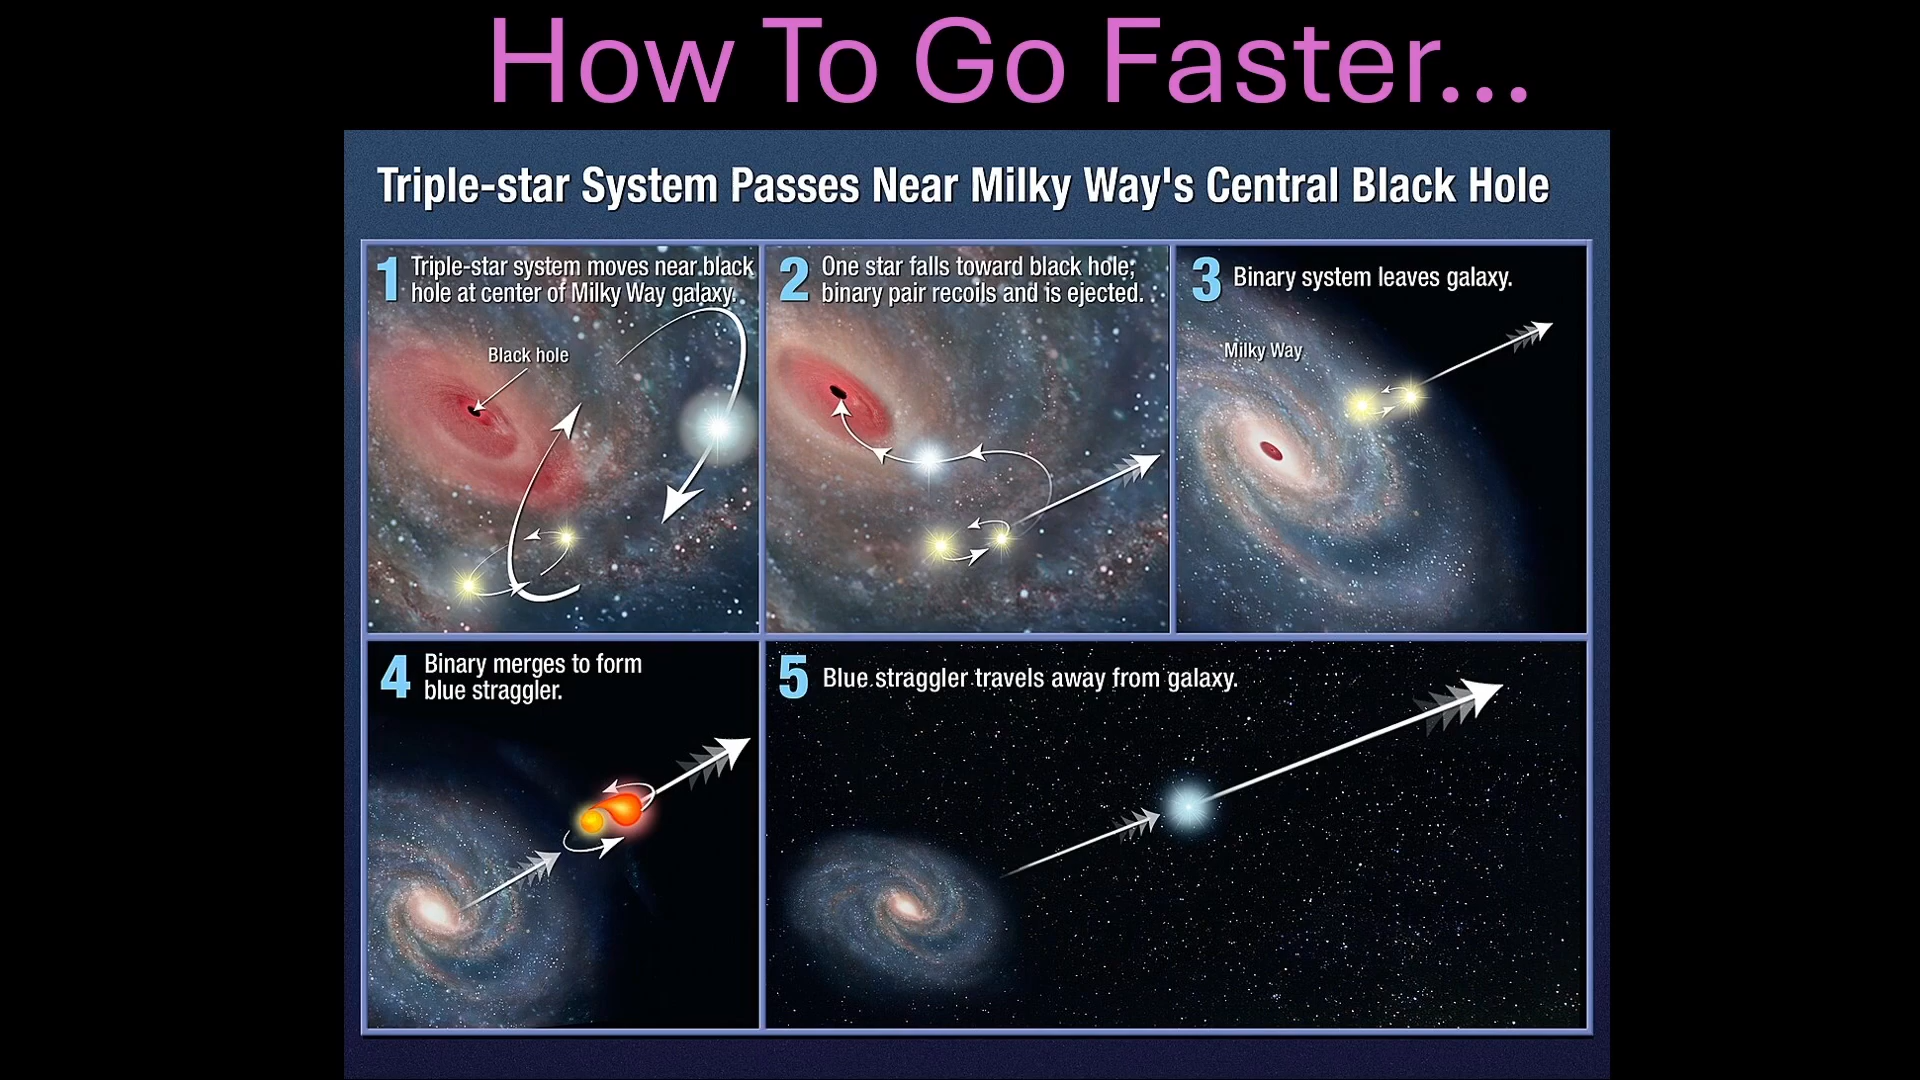 How To Go Faster...
Triple-star System Passes Near Milky Way's Central Black Hole
1 Triple-star system moves near black
hole at center of Milky Way galaxy.
Black hole
2 One star falls toward black hole;
binary pair recoils and is ejected.
3 Binary system leaves galaxy.
Milky Way
4 Binary merges to form
blue straggler.
5 Blue straggler travels away from galaxy.